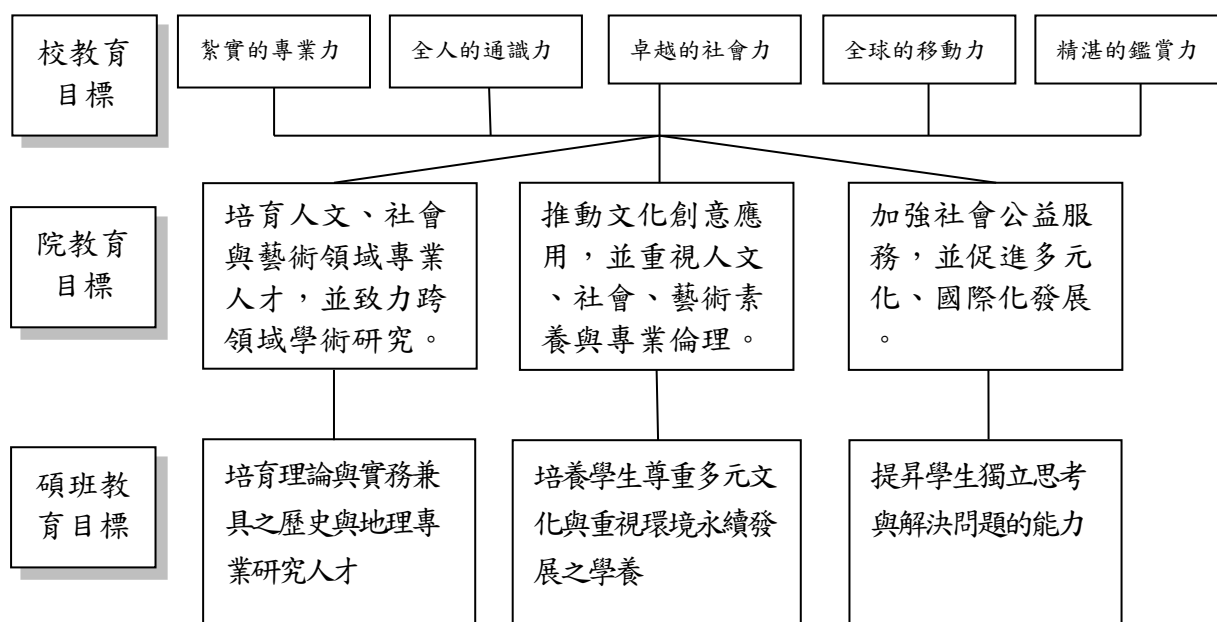 校教育
目標
紮實的專業力
全人的通識力
卓越的社會力
全球的移動力
精湛的鑑賞力
院教育
目標
培育人文、社會
與藝術領域專業
人才，並致力跨
領域學術研究。
推動文化創意應
用，並重視人文
、社會、藝術素
養與專業倫理。
加強社會公益服
務，並促進多元
化、國際化發展
。
碩班教
育目標
培育理論與實務兼
具之歷史與地理專
業研究人才
培養學生尊重多元文
化與重視環境永續發
展之學養
提昇學生獨立思考
與解決問題的能力